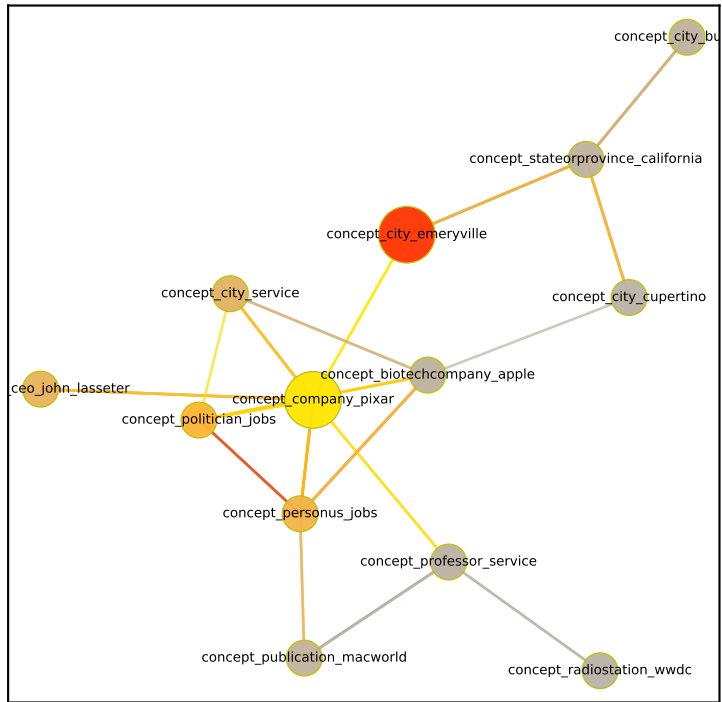 concept_city_bu
concept_stateorprovince_california
concept_city_emeryville
concept_city_service
concept_city_cupertino
concept_biotechcompany_apple
_ceo_john_lasseter
concept_company_pixar
concept_politician_jobs
concept_personus_jobs
concept_professor_service
concept_publication_macworld
concept_radiostation_wwdc